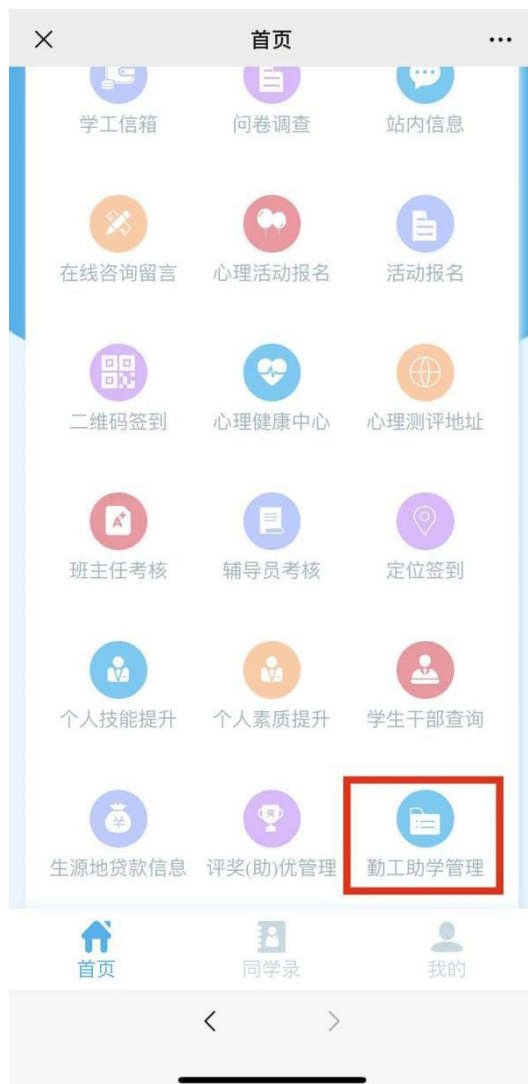 首页
学工信箱 问卷调查 站内信息
在线咨询留言 心理活动报名 活动报名
二维码签到 心理健康中心 心理测评地址
班主任考核 辅导员考核 定位签到
个人技能提升 个人素质提升 学生干部查询
生源地贷款信息 评奖(助)优管理 勤工助学管理
首页 同学录 我的